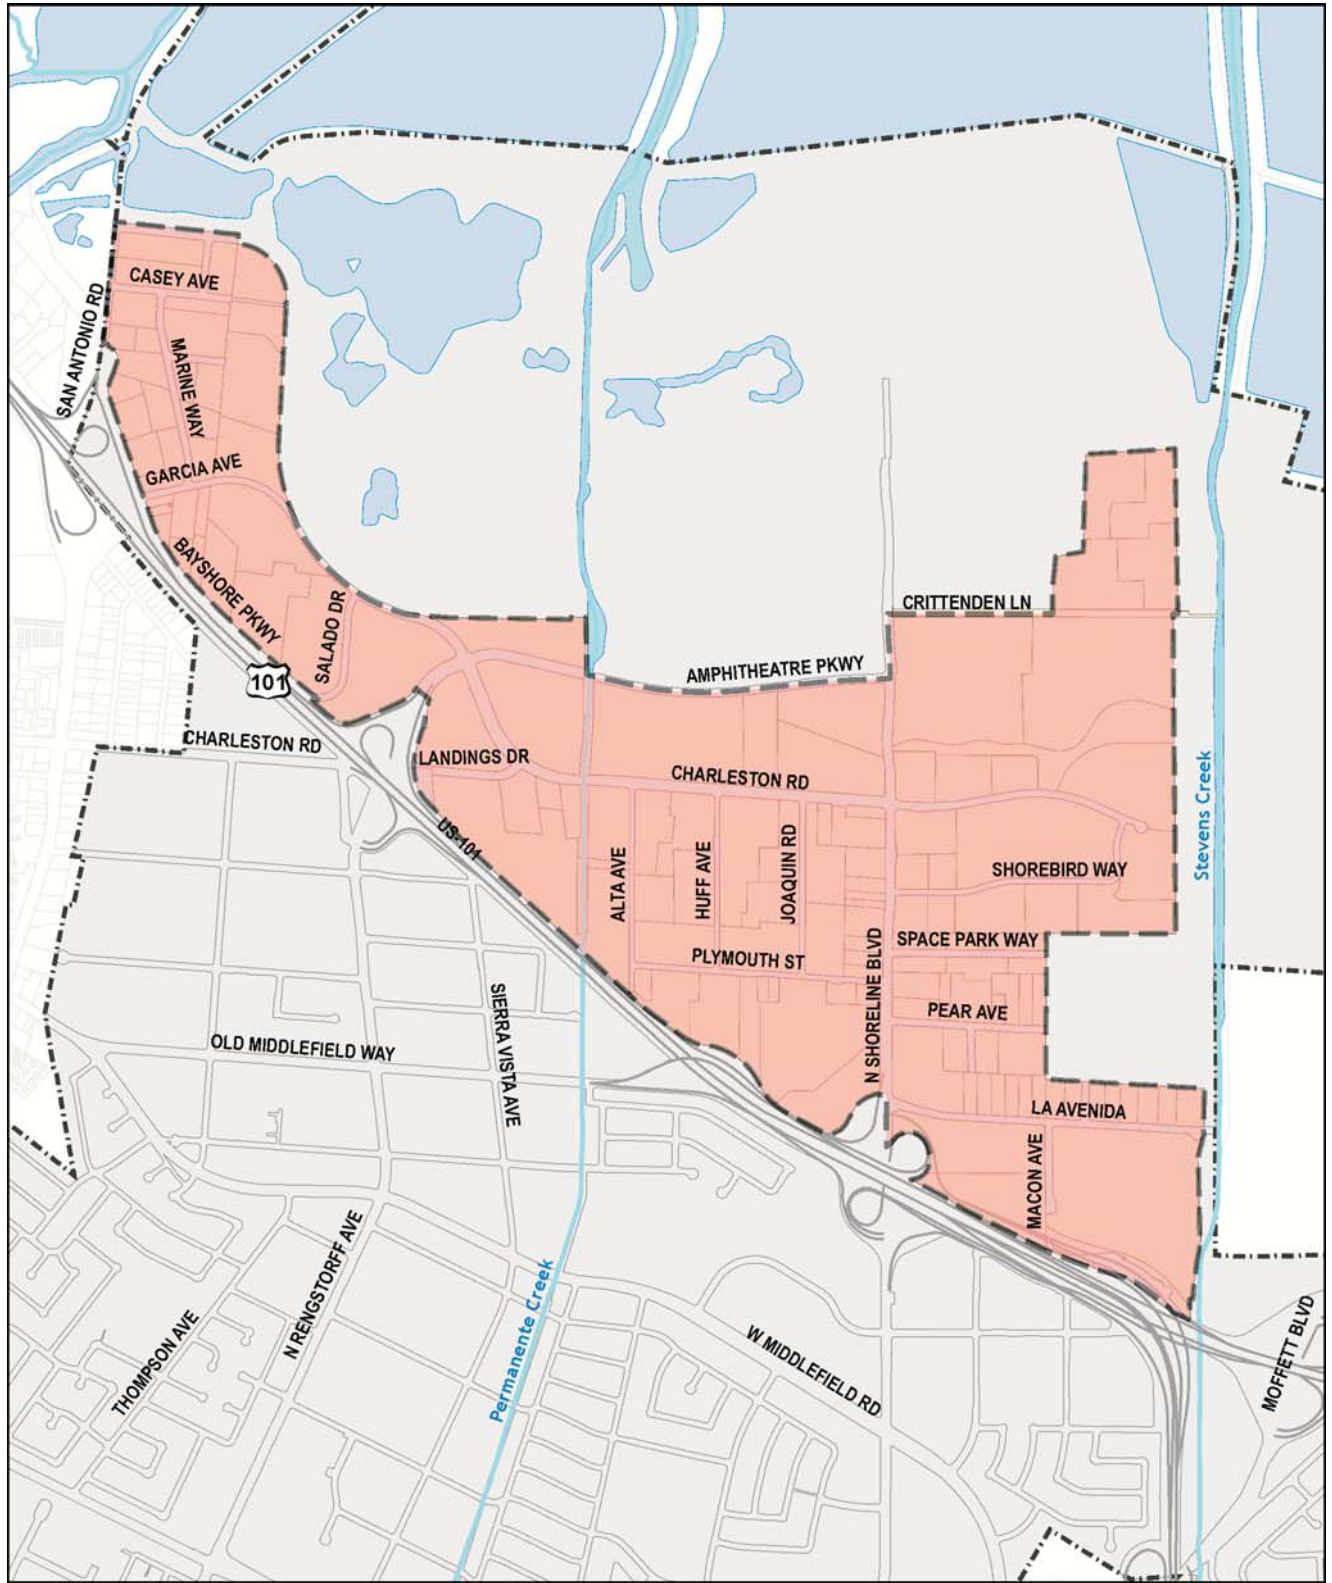 CASEY AVE
SAN ANTONIO RD
MARINE WAY
GARCIA AVE
BAYSHORE PKWY
SALADO DR
CRITTENDEN LN
AMPHITHEATRE PKWY
101
CHARLESTON RD
LANDINGS DR
CHARLESTON RD
US-101
Stevens Creek
ALTA AVE
HUFF AVE
JOAQUIN RD
SHOREBIRD WAY
SPACE PARK WAY
PLYMOUTH ST
N SHORELINE BLVD
PEAR AVE
SIERRA VISTA AVE
OLD MIDDLEFIELD WAY
LA AVENIDA
MACON AVE
N RENGSTORFF AVE
Permanente Creek
THOMPSON AVE
W MIDDLEFIELD RD
MOFFETT BLVD